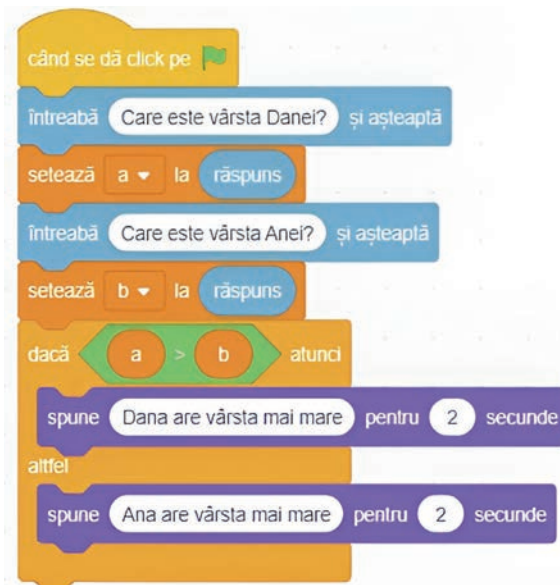 când se dă click pe
întreabă Care este vârsta Danei? și așteaptă
setează a la răspuns
întreabă Care este vârsta Anei? și așteaptă
setează b la răspuns
dacă a > b atunci
spune Dana are vârsta mai mare pentru 2 secunde
altfel
spune Ana are vârsta mai mare pentru 2 secunde